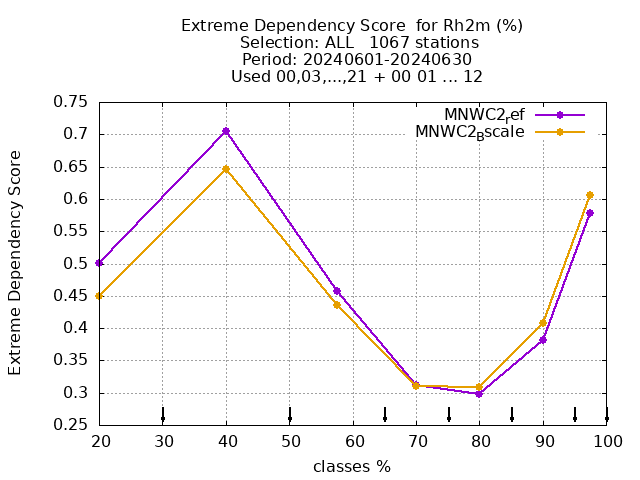 Extreme Dependency Score  for Rh2m (%)
Selection: ALL   1067 stations
Period: 20240601-20240630
Used 00,03,...,21 + 00 01 ... 12
MNWC2ref
MNWC2Bscale
Extreme Dependency Score
0.75
0.7
0.65
0.6
0.55
0.5
0.45
0.4
0.35
0.3
0.25
20 30 40 50 60 70 80 90 100
classes %